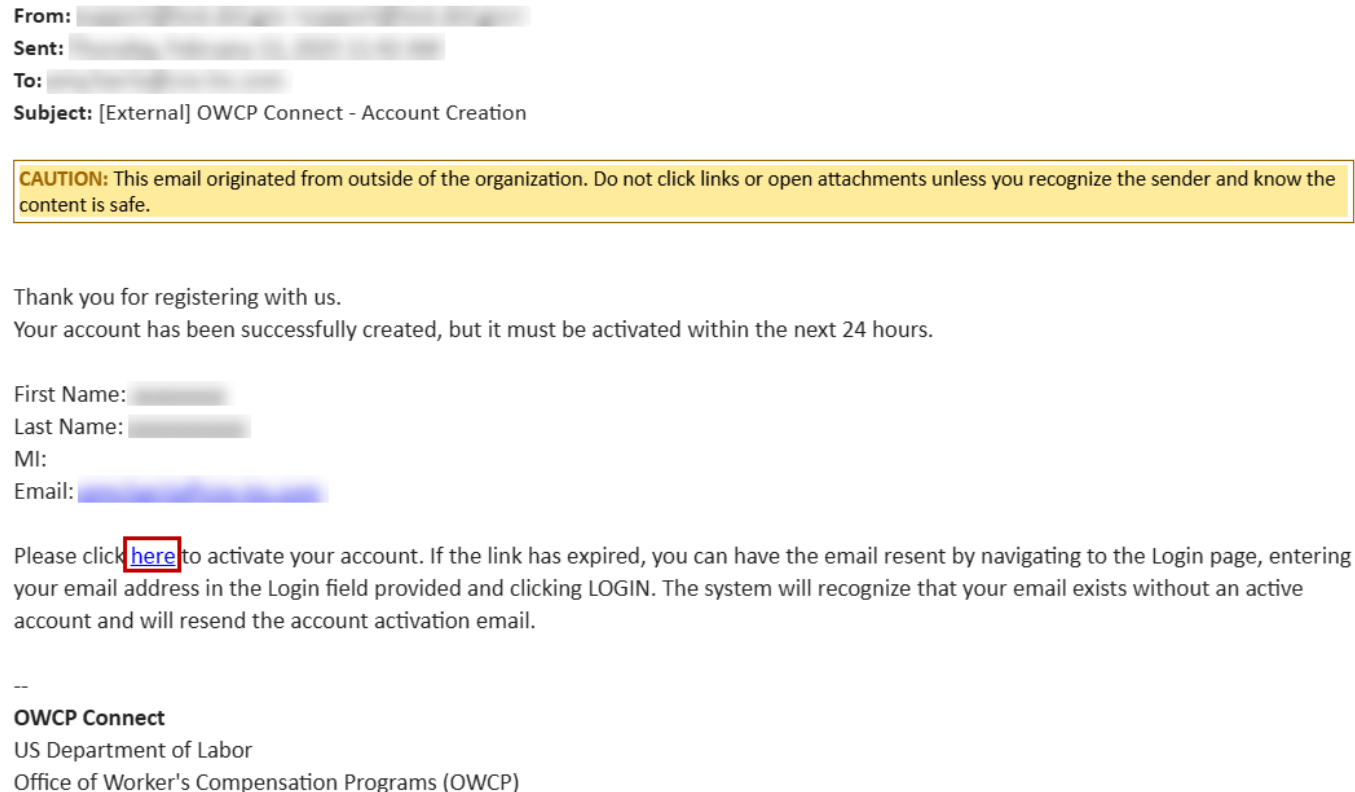 From:
Sent:
To:
Subject: [External] OWCP Connect - Account Creation
CAUTION: This email originated from outside of the organization. Do not click links or open attachments unless you recognize the sender and know the
content is safe.
Thank you for registering with us.
Your account has been successfully created, but it must be activated within the next 24 hours.
First Name:
Last Name:
MI:
Email:
Please click here to activate your account. If the link has expired, you can have the email resent by navigating to the Login page, entering
your email address in the Login field provided and clicking LOGIN. The system will recognize that your email exists without an active
account and will resend the account activation email.
--
OWCP Connect
US Department of Labor
Office of Worker's Compensation Programs (OWCP)